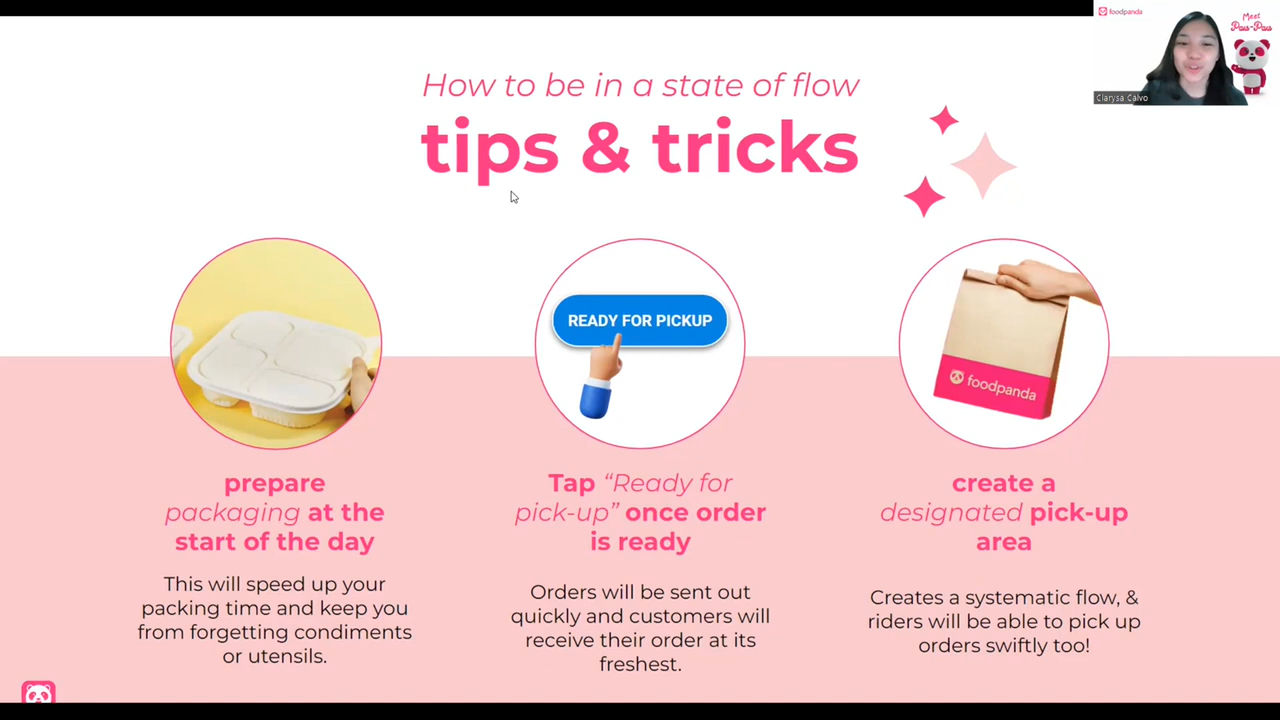 foodpanda
Meet
Pau-Pau
Clarysa Calvo
How to be in a state of flow
tips & tricks
READY FOR PICKUP
foodpanda
prepare
packaging at the
start of the day
This will speed up your
packing time and keep you
from forgetting condiments
or utensils.
Tap “Ready for
pick-up” once order
is ready
Orders will be sent out
quickly and customers will
receive their order at its
freshest.
create a
designated pick-up
area
Creates a systematic flow, &
riders will be able to pick up
orders swiftly too!